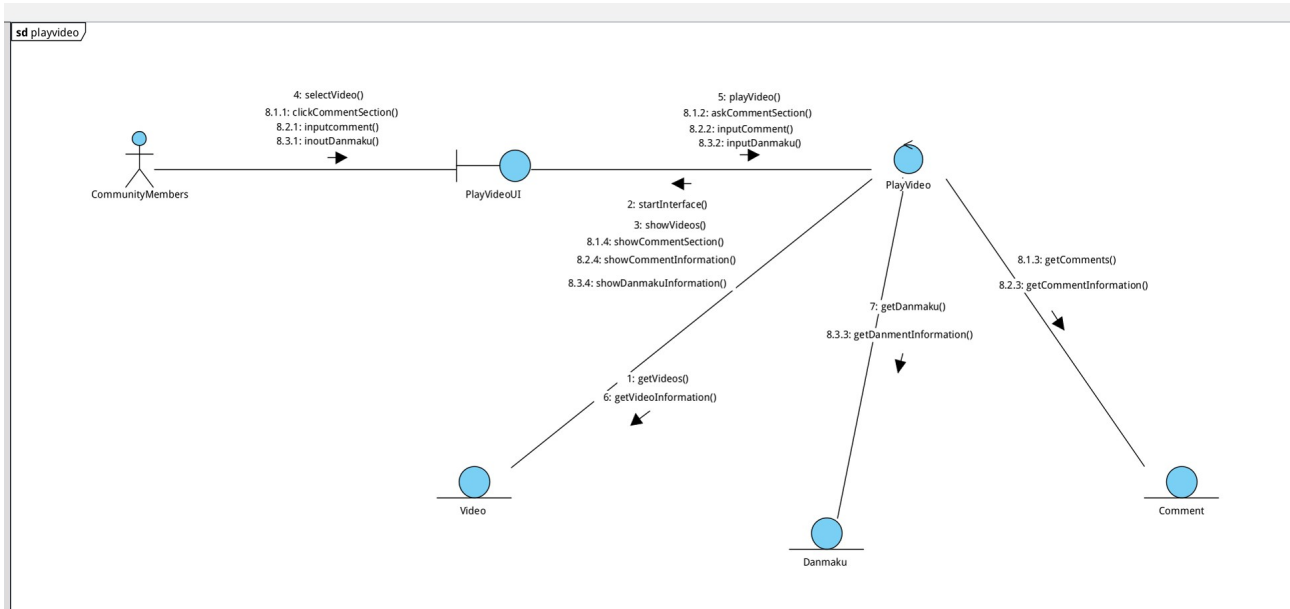 sd playvideo
4: selectVideo()
8.1.1: clickCommentSection()
8.2.1: inputcomment()
8.3.1: inoutDanmaku()
5: playVideo()
8.1.2: askCommentSection()
8.2.2: inputComment()
8.3.2: inputDanmaku()
CommunityMembers
PlayVideoUI
PlayVideo
2: startInterface()
3: showVideos()
8.1.4: showCommentSection()
8.2.4: showCommentInformation()
8.3.4: showDanmakuInformation()
8.1.3: getComments()
8.2.3: getCommentInformation()
7: getDanmaku()
8.3.3: getDanmentInformation()
1: getVideos()
6: getVideoInformation()
Video
Danmaku
Comment